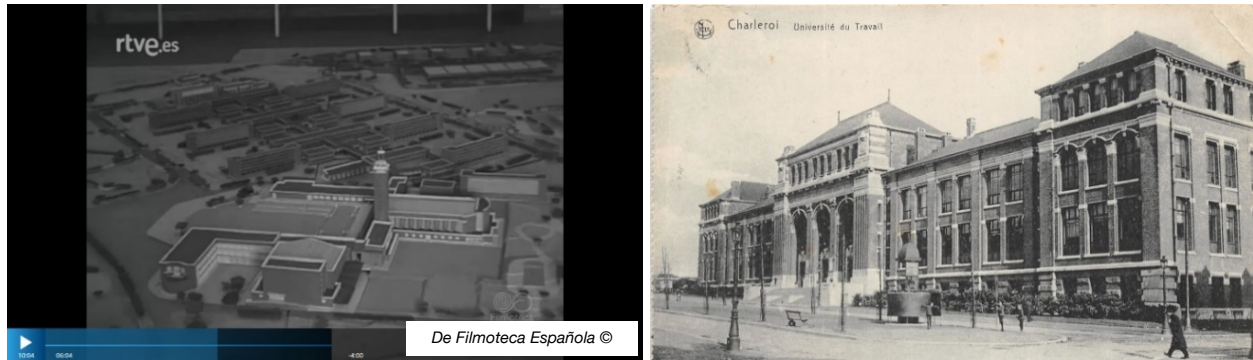 rtve.es
10:04
06:04
-4:00
De Filmoteca Española ©
Charleroi Université du Travail